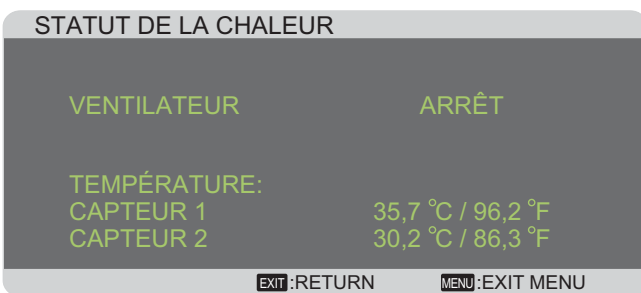 STATUT DE LA CHALEUR
VENTILATEUR ARRÊT
TEMPÉRATURE:
CAPTEUR 1 35,7 °C / 96,2 °F
CAPTEUR 2 30,2 °C / 86,3 °F
EXIT:RETURN MENU:EXIT MENU